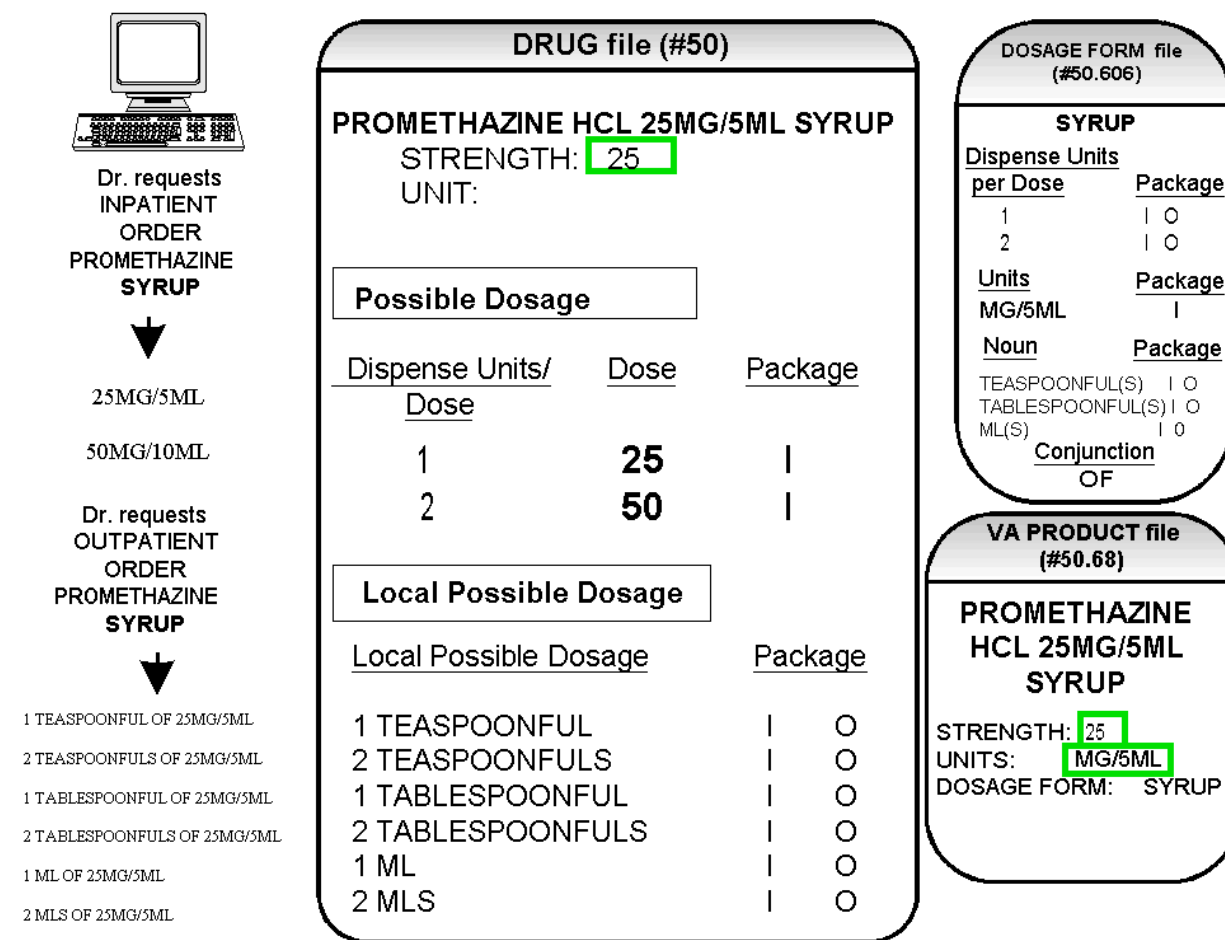 Dr. requests
INPATIENT
ORDER
PROMETHAZINE
SYRUP
25MG/5ML
50MG/10ML
Dr. requests
OUTPATIENT
ORDER
PROMETHAZINE
SYRUP
1 TEASPOONFUL OF 25MG/5ML
2 TEASPOONFULS OF 25MG/5ML
1 TABLESPOONFUL OF 25MG/5ML
2 TABLESPOONFULS OF 25MG/5ML
1 ML OF 25MG/5ML
2 MLS OF 25MG/5ML
DRUG file (#50)
PROMETHAZINE HCL 25MG/5ML SYRUP
STRENGTH: 25
UNIT:
Possible Dosage
Dispense Units/ Dose Package
Dose
1 25 I
2 50 I
Local Possible Dosage
Local Possible Dosage Package
1 TEASPOONFUL I O
2 TEASPOONFULS I O
1 TABLESPOONFUL I O
2 TABLESPOONFULS I O
1 ML I O
2 MLS I O
DOSAGE FORM file
(#50.606)
SYRUP
Dispense Units
per Dose Package
1 I O
2 I O
Units Package
MG/5ML I
Noun Package
TEASPOONFUL(S) I O
TABLESPOONFUL(S) I O
ML(S) I 0
Conjunction
OF
VA PRODUCT file
(#50.68)
PROMETHAZINE
HCL 25MG/5ML
SYRUP
STRENGTH: 25
UNITS: MG/5ML
DOSAGE FORM: SYRUP